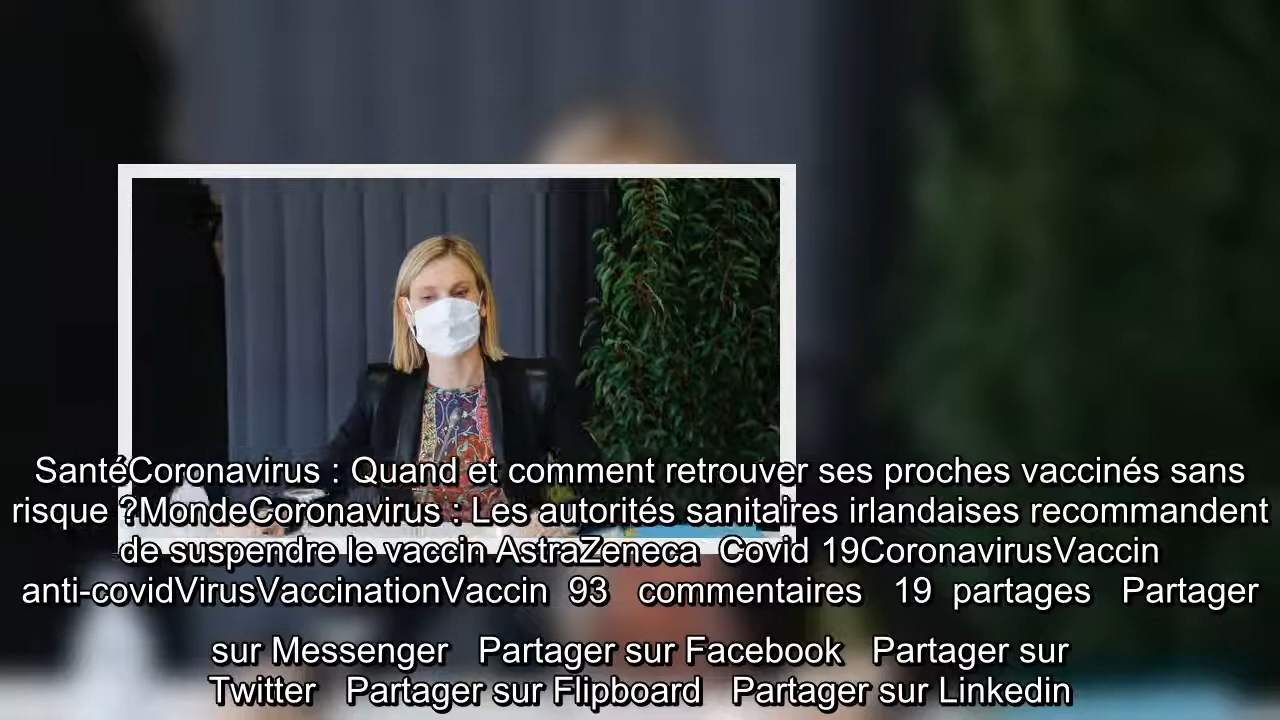 SantéCoronavirus : Quand et comment retrouver ses proches vaccinés sans
risque ?MondeCoronavirus : Les autorités sanitaires irlandaises recommandent
de suspendre le vaccin AstraZeneca  Covid 19CoronavirusVaccin
anti-covidVirusVaccinationVaccin  93   commentaires   19  partages   Partager
sur Messenger   Partager sur Facebook   Partager sur
Twitter   Partager sur Flipboard   Partager sur Linkedin